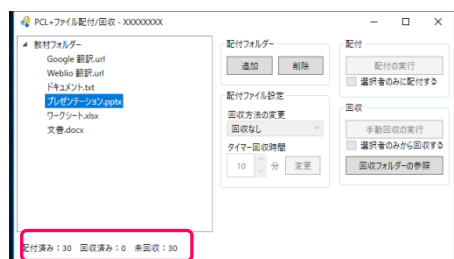 PCL+ファイル配付/回収 - XXXXXXXX
教材フォルダー
Google 翻訳.url
Weblio 翻訳.url
ドキュメント.txt
プレゼンテーション.pptx
ワークシート.xlsx
文書.docx
配付フォルダー
追加 削除
配付ファイル設定
回収方法の変更
回収なし
タイマー回収時間
10 分 変更
配付
配付の実行
選択者のみに配付する
回収
手動回収の実行
選択者のみから回収する
回収フォルダーの参照
配付済み：30 回収済み：0 未回収：30